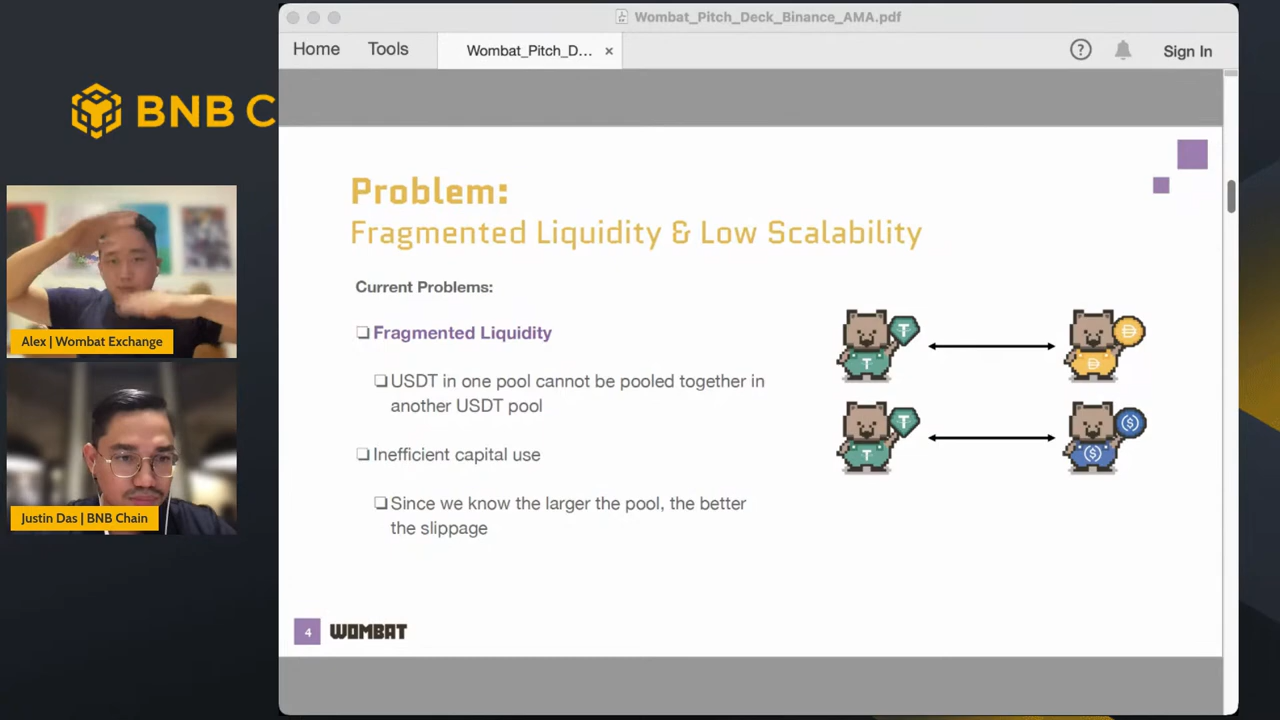 Wombat_Pitch_Deck_Binance_AMA.pdf
Home
Tools
Wombat_Pitch_D...
×
?
Sign In
BNB C
Problem:
Fragmented Liquidity & Low Scalability
Current Problems:
Fragmented Liquidity
USDT in one pool cannot be pooled together in
another USDT pool
Inefficient capital use
Since we know the larger the pool, the better
the slippage
Alex | Wombat Exchange
Justin Das | BNB Chain
4
WOMBAT